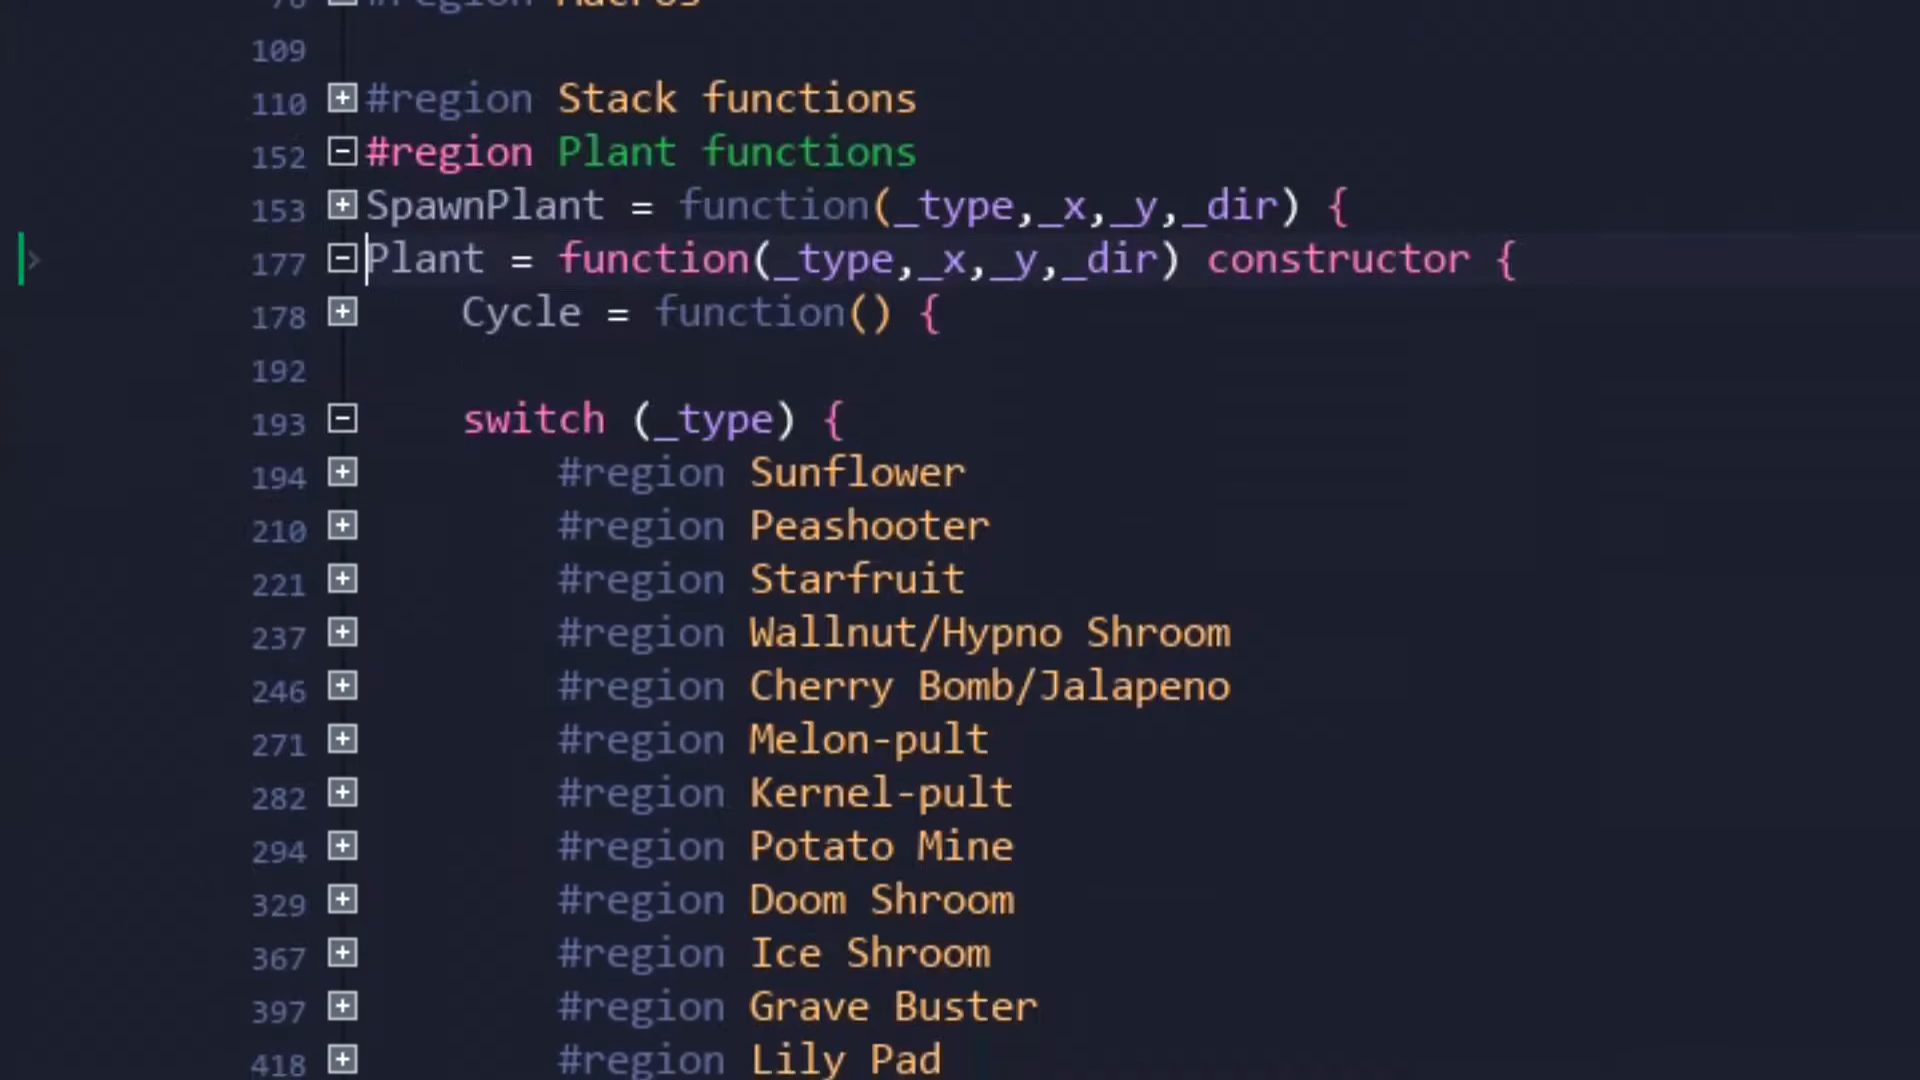 78 #region Macros
109
110 #region Stack functions
152 #region Plant functions
153 SpawnPlant = function(_type,_x,_y,_dir) {
177 Plant = function(_type,_x,_y,_dir) constructor {
178 Cycle = function() {
192
193 switch (_type) {
194 #region Sunflower
210 #region Peashooter
221 #region Starfruit
237 #region Wallnut/Hypno Shroom
246 #region Cherry Bomb/Jalapeno
271 #region Melon-pult
282 #region Kernel-pult
294 #region Potato Mine
329 #region Doom Shroom
367 #region Ice Shroom
397 #region Grave Buster
418 #region Lily Pad